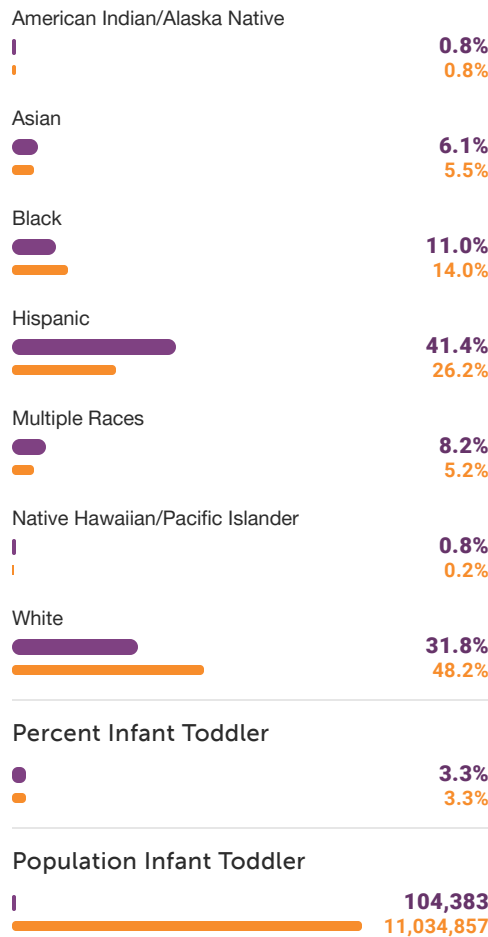 American Indian/Alaska Native
0.8%
0.8%
Asian
6.1%
5.5%
Black
11.0%
14.0%
Hispanic
41.4%
26.2%
Multiple Races
8.2%
5.2%
Native Hawaiian/Pacific Islander
0.8%
0.2%
White
31.8%
48.2%
Percent Infant Toddler
3.3%
3.3%
Population Infant Toddler
104,383
11,034,857